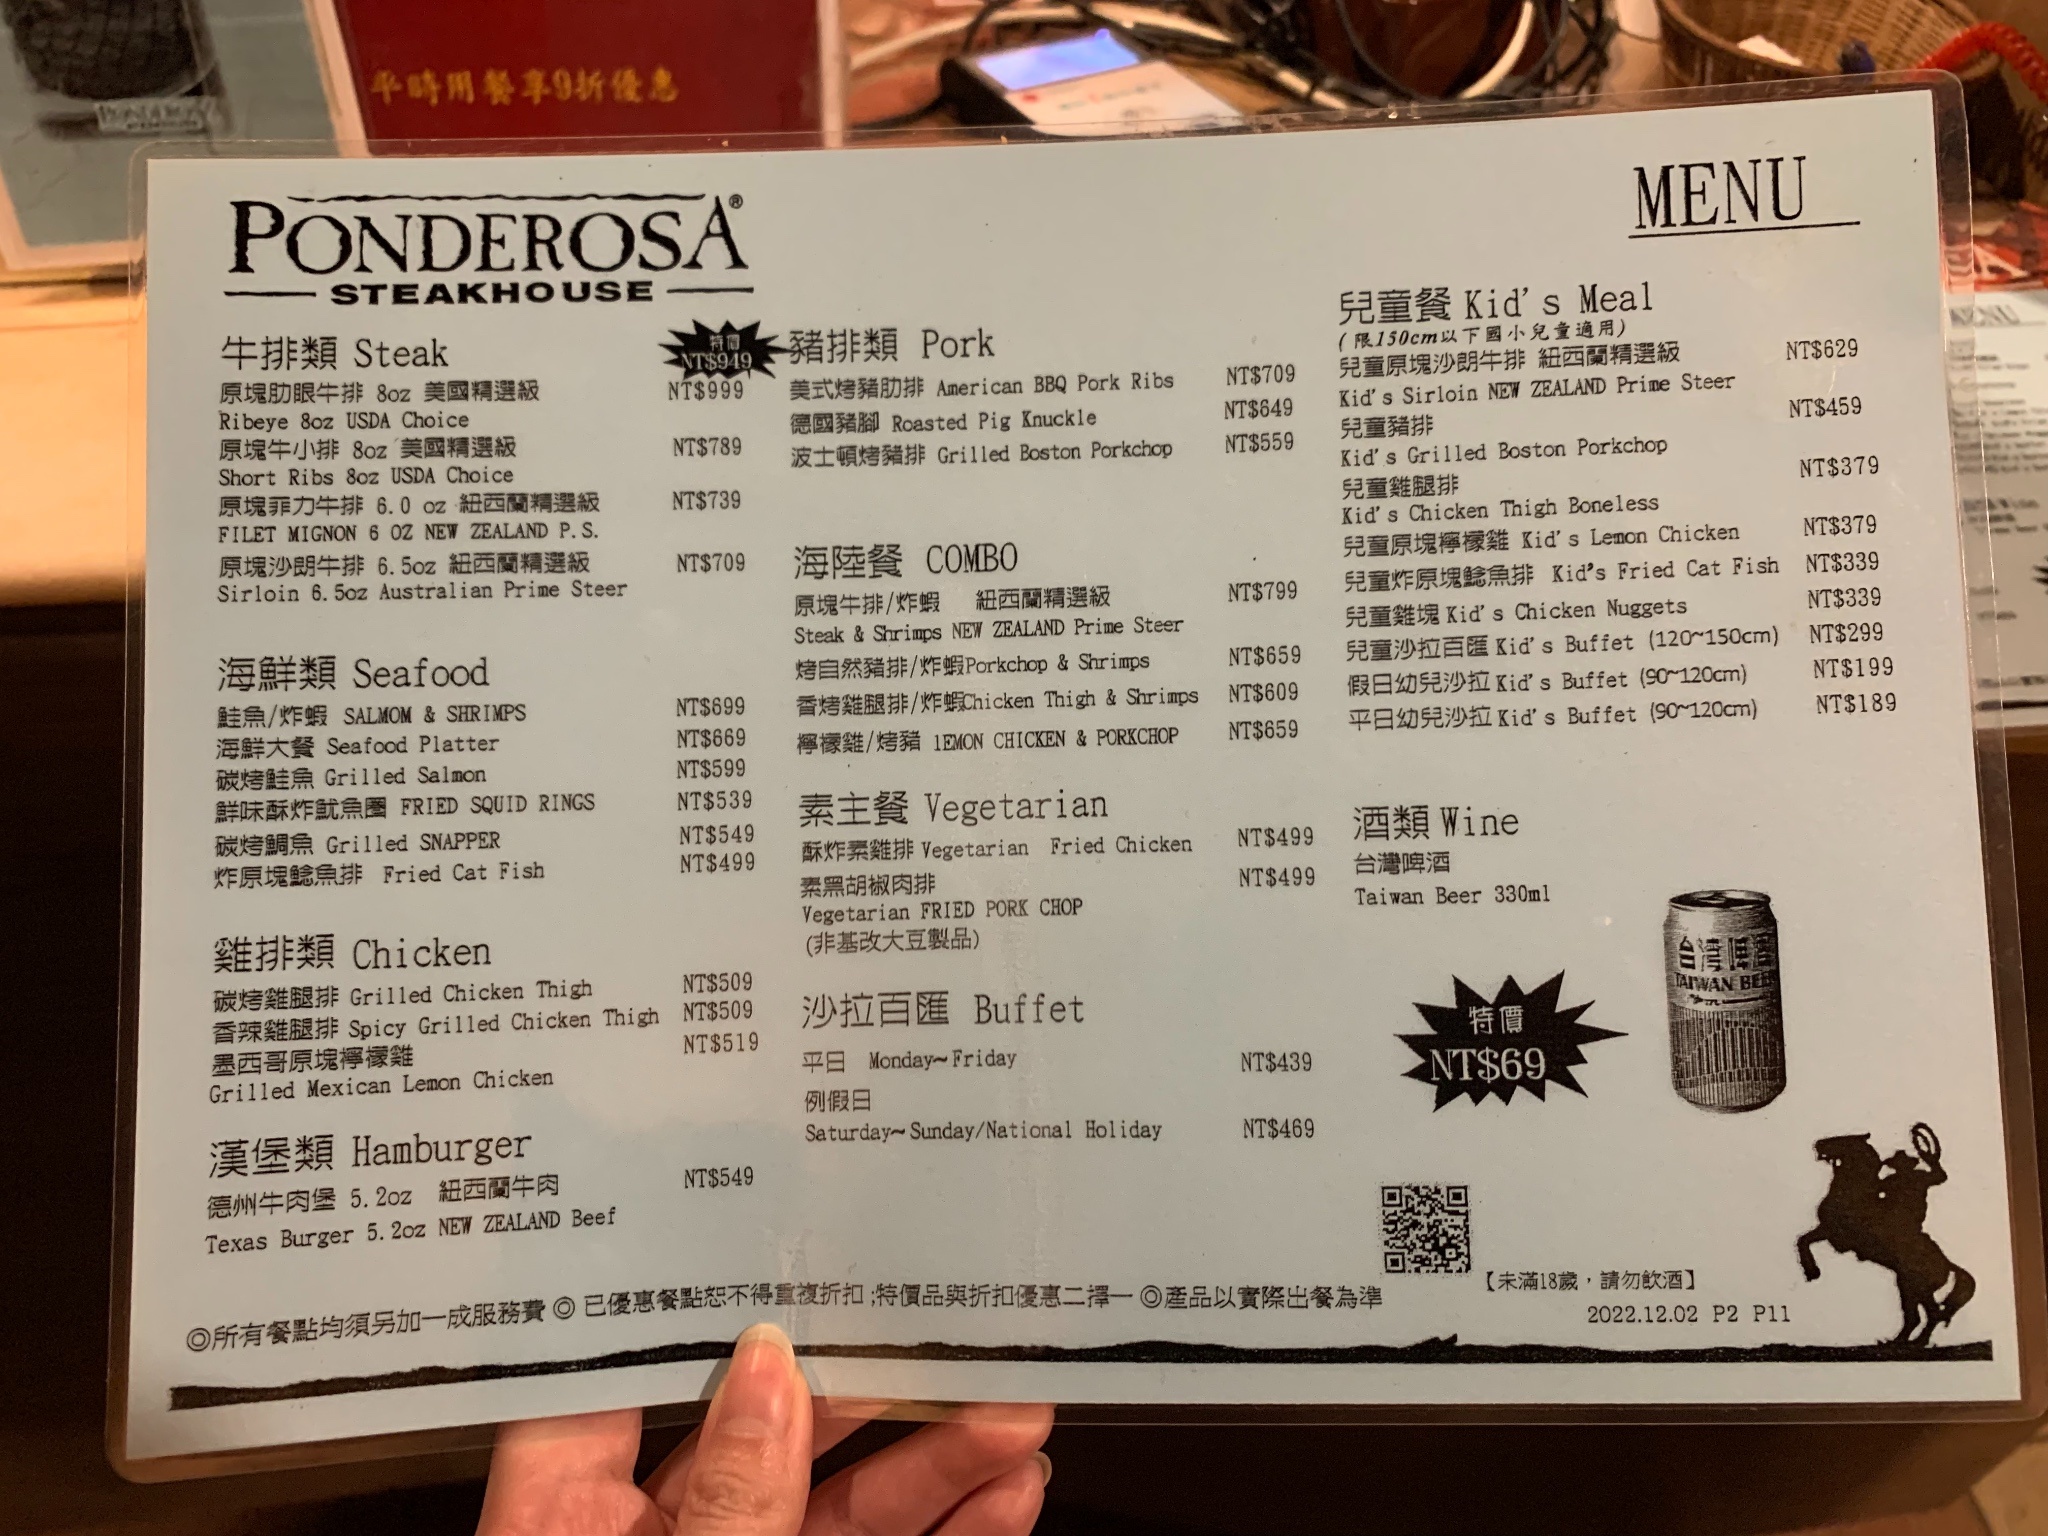 平時用餐享9折優惠
PONDEROSA
STEAKHOUSE
PONDEROSA®
STEAKHOUSE
MENU
牛排類 Steak
特價
NT$949
原塊肋眼牛排 8oz 美國精選級 NT$999
Ribeye 8oz USDA Choice
原塊牛小排 8oz 美國精選級 NT$789
Short Ribs 8oz USDA Choice
原塊菲力牛排 6.0 oz 紐西蘭精選級 NT$739
FILET MIGNON 6 OZ NEW ZEALAND P.S.
原塊沙朗牛排 6.5oz 紐西蘭精選級 NT$709
Sirloin 6.5oz Australian Prime Steer
海鮮類 Seafood
鮭魚/炸蝦 SALMOM & SHRIMPS NT$699
海鮮大餐 Seafood Platter NT$669
碳烤鮭魚 Grilled Salmon NT$599
鮮味酥炸魷魚圈 FRIED SQUID RINGS NT$539
碳烤鯛魚 Grilled SNAPPER NT$549
炸原塊鯰魚排 Fried Cat Fish NT$499
雞排類 Chicken
碳烤雞腿排 Grilled Chicken Thigh NT$509
香辣雞腿排 Spicy Grilled Chicken Thigh NT$509
墨西哥原塊檸檬雞 NT$519
Grilled Mexican Lemon Chicken
漢堡類 Hamburger
德州牛肉堡 5.2oz 紐西蘭牛肉 NT$549
Texas Burger 5.2oz NEW ZEALAND Beef
豬排類 Pork
美式烤豬肋排 American BBQ Pork Ribs NT$709
德國豬腳 Roasted Pig Knuckle NT$649
波士頓烤豬排 Grilled Boston Porkchop NT$559
海陸餐 COMBO
原塊牛排/炸蝦 紐西蘭精選級 NT$799
Steak & Shrimps NEW ZEALAND Prime Steer
烤自然豬排/炸蝦Porkchop & Shrimps NT$659
香烤雞腿排/炸蝦Chicken Thigh & Shrimps NT$609
檸檬雞/烤豬 lEMON CHICKEN & PORKCHOP NT$659
素主餐 Vegetarian
酥炸素雞排 Vegetarian Fried Chicken NT$499
素黑胡椒肉排 NT$499
Vegetarian FRIED PORK CHOP
(非基改大豆製品)
沙拉百匯 Buffet
平日 Monday~Friday NT$439
例假日
Saturday~Sunday/National Holiday NT$469
兒童餐 Kid's Meal
(限150cm以下國小兒童適用)
兒童原塊沙朗牛排 紐西蘭精選級 NT$629
Kid's Sirloin NEW ZEALAND Prime Steer
兒童豬排 NT$459
Kid's Grilled Boston Porkchop
兒童雞腿排 NT$379
Kid's Chicken Thigh Boneless
兒童原塊檸檬雞 Kid's Lemon Chicken NT$379
兒童炸原塊鯰魚排 Kid's Fried Cat Fish NT$339
兒童雞塊 Kid's Chicken Nuggets NT$339
兒童沙拉百匯 Kid's Buffet (120~150cm) NT$299
假日幼兒沙拉 Kid's Buffet (90~120cm) NT$199
平日幼兒沙拉 Kid's Buffet (90~120cm) NT$189
酒類 Wine
台灣啤酒
Taiwan Beer 330ml
特價
NT$69
台灣啤酒
TAIWAN BEER
【未滿18歲，請勿飲酒】
2022.12.02 P2 P11
◎所有餐點均須另加一成服務費 ◎ 已優惠餐點恕不得重複折扣;特價品與折扣優惠二擇一 ◎產品以實際出餐為準